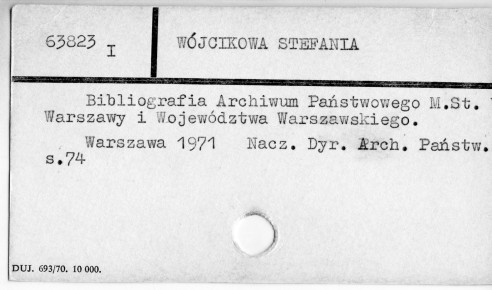 63823 I WÓJCIKOWA STEFANIA
Bibliografia Archiwum Państwowego M.St.
Warszawy i Województwa Warszawskiego.
Warszawa 1971 Nacz. Dyr. Arch. Państw.
s.74
DUJ. 693/70. 10 000.